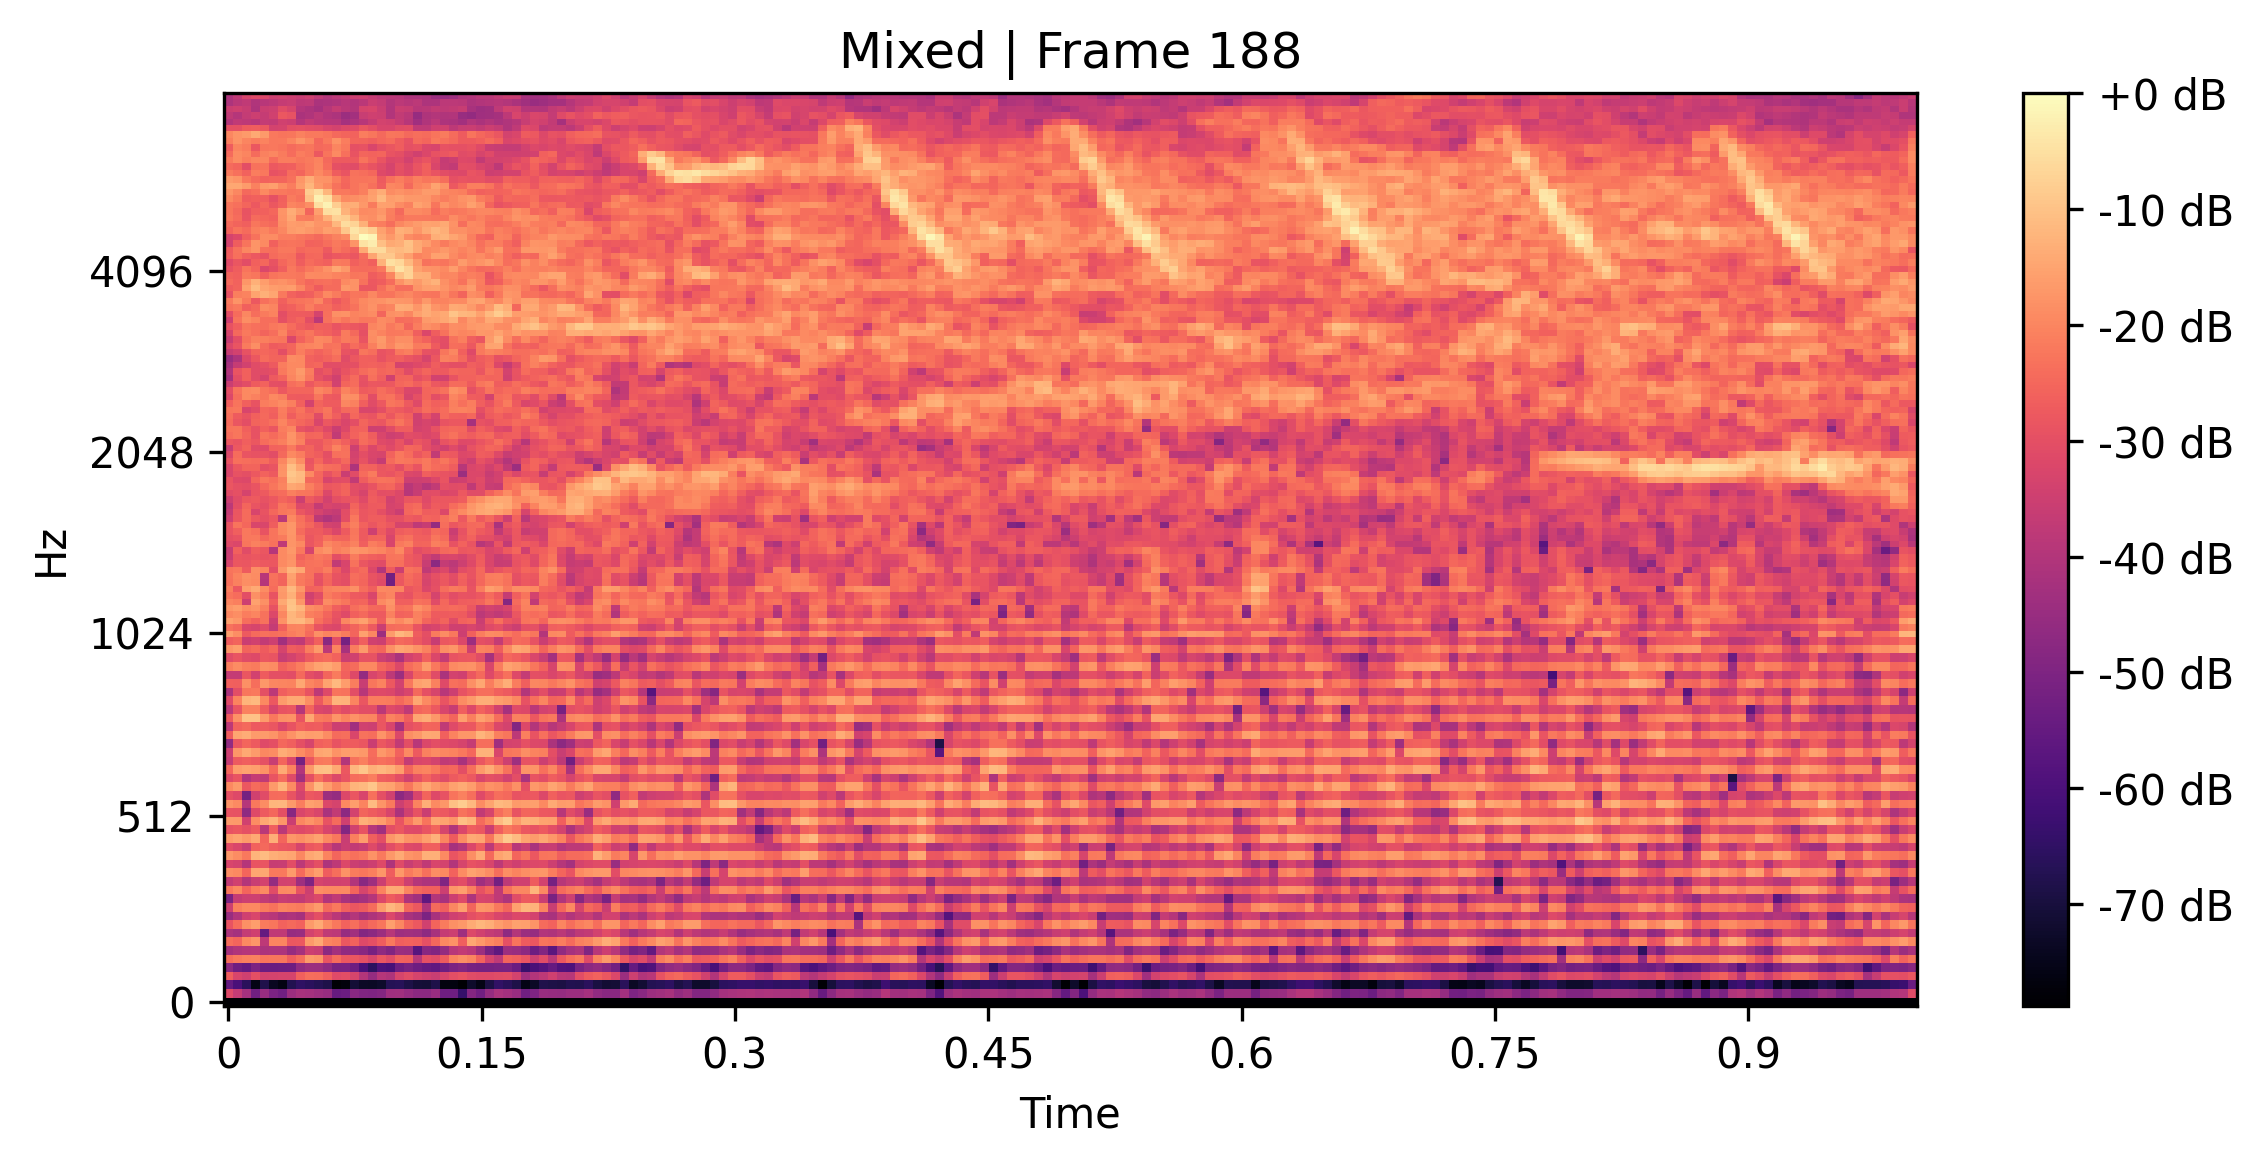 Mixed | Frame 188
Hz
4096
2048
1024
512
0
0 0.15 0.3 0.45 0.6 0.75 0.9
Time
+0 dB
-10 dB
-20 dB
-30 dB
-40 dB
-50 dB
-60 dB
-70 dB